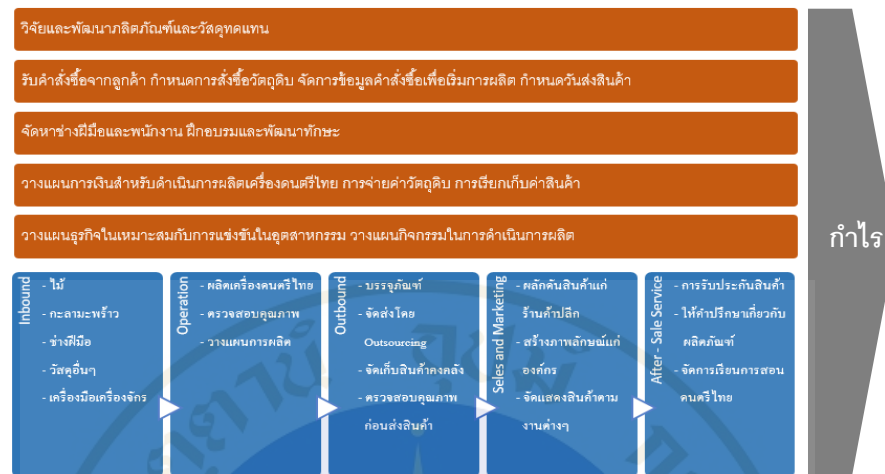 วิจัยและพัฒนาภลิตภัณฑ์และวัสดุทดแทน
รับคำสั่งซื้อจากลูกค้า กำหนดการสั่งซื้อวัตถุดิบ จัดการข้อมูลคำสั่งซื้อเพื่อเริ่มการผลิต กำหนดวันส่งสินค้า
จัดหาช่างฝีมือและพนักงาน ฝึกอบรมและพัฒนาทักษะ
วางแผนการเงินสำหรับดำเนินการผลิตเครื่องดนตรีไทย การจ่ายค่าวัตถุดิบ การเรียกเก็บค่าสินค้า
วางแผนธุรกิจในเหมาะสมกับการแข่งขันในอุตสาหกรรม วางแผนกิจกรรมในการดำเนินการผลิต
กำไร
Inbound
- ไม้
- กะลามะพร้าว
- ช่างฝีมือ
- วัสดุอื่นๆ
- เครื่องมือเครื่องจักร
Operation
- ผลิตเครื่องดนตรีไทย
- ตรวจสอบคุณภาพ
- วางแผนการผลิต
Outbound
- บรรจุภัณฑ์
- จัดส่งโดย
Outsourcing
- จัดเก็บสินค้าคงคลัง
- ตรวจสอบคุณภาพ
ก่อนส่งสินค้า
Seles and Marketing
- ผลักดันสินค้าแก่
ร้านค้าปลีก
- สร้างภาพลักษณ์แก่
องค์กร
- จัดแสดงสินค้าตาม
งานต่างๆ
After - Sale Service
- การรับประกันสินค้า
- ให้คำปรึกษาเกี่ยวกับ
ผลิตภัณฑ์
- จัดการเรียนการสอน
ดนตรีไทย